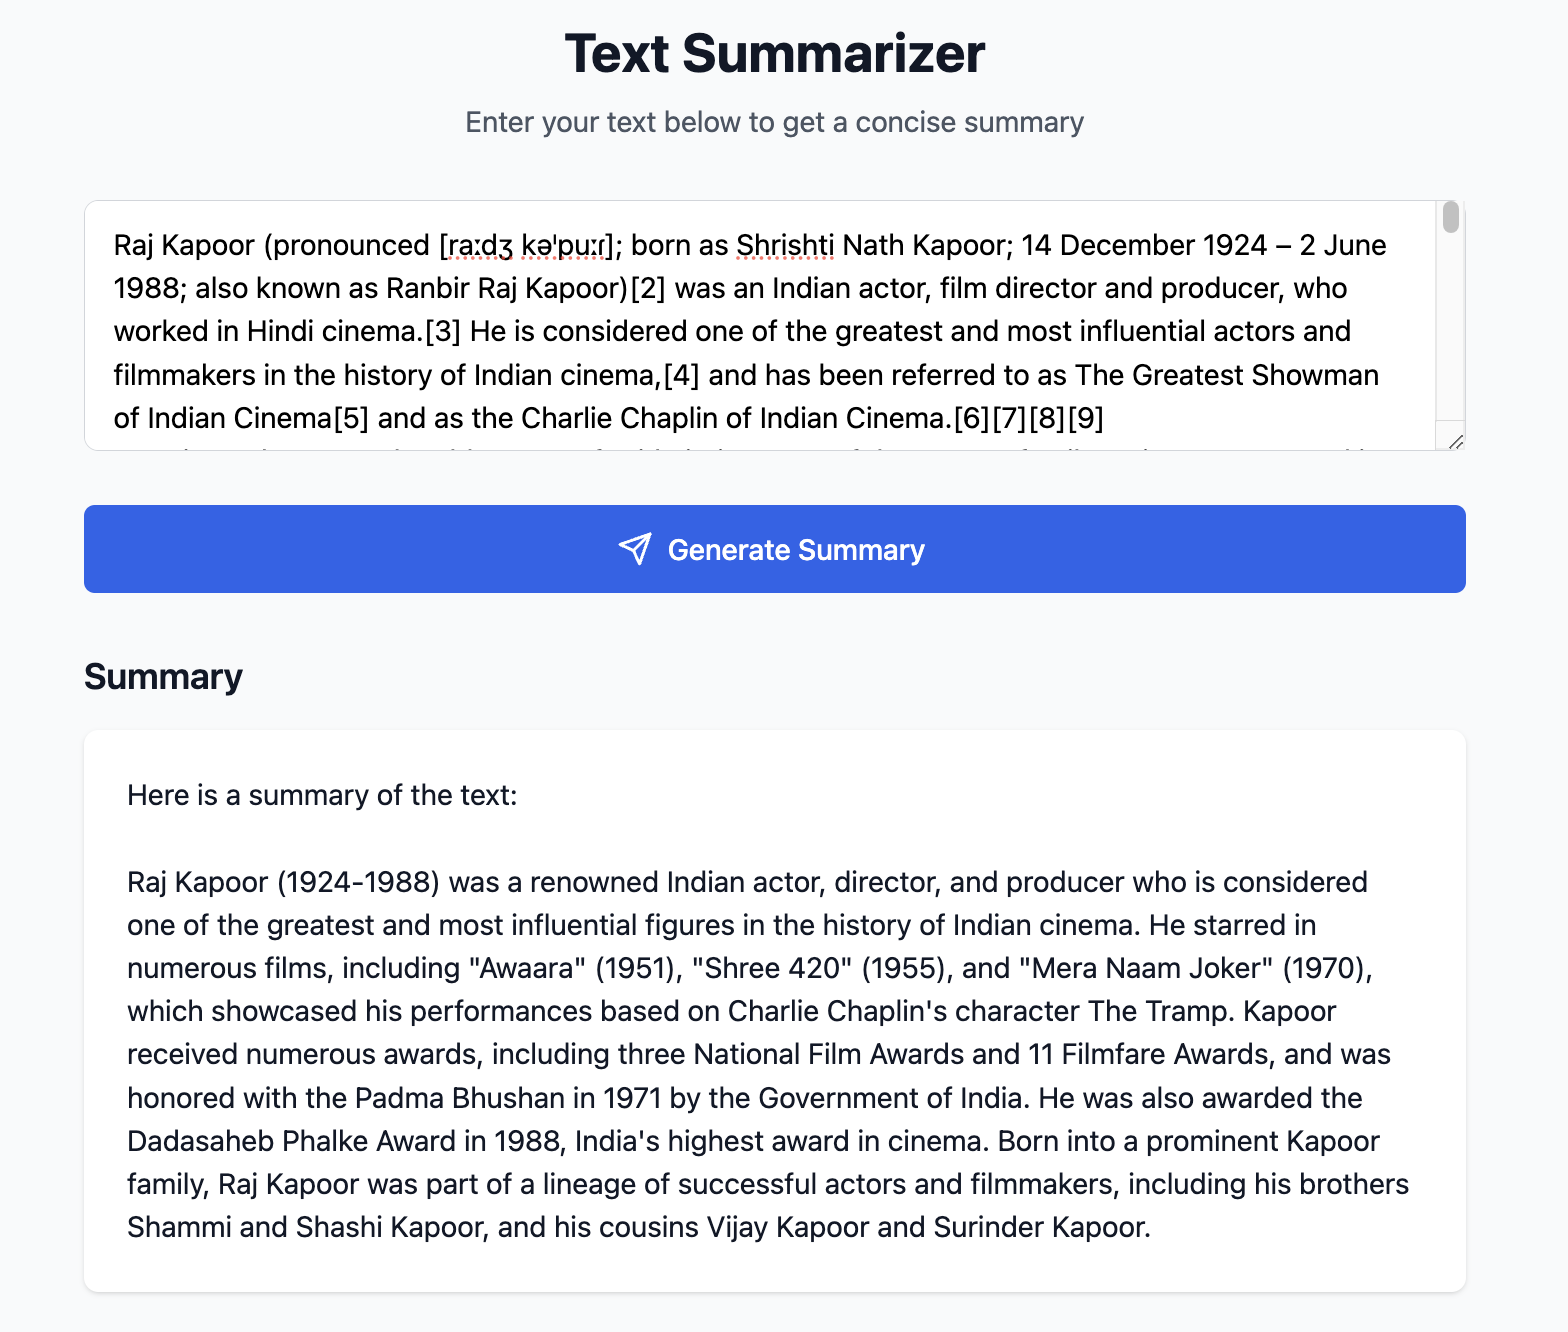 Text Summarizer
Enter your text below to get a concise summary
Raj Kapoor (pronounced [raːdʒ kəˈpuːɾ]; born as Shrishti Nath Kapoor; 14 December 1924 – 2 June
1988; also known as Ranbir Raj Kapoor)[2] was an Indian actor, film director and producer, who
worked in Hindi cinema.[3] He is considered one of the greatest and most influential actors and
filmmakers in the history of Indian cinema,[4] and has been referred to as The Greatest Showman
of Indian Cinema[5] and as the Charlie Chaplin of Indian Cinema.[6][7][8][9]
Generate Summary
Summary
Here is a summary of the text:
Raj Kapoor (1924-1988) was a renowned Indian actor, director, and producer who is considered
one of the greatest and most influential figures in the history of Indian cinema. He starred in
numerous films, including "Awaara" (1951), "Shree 420" (1955), and "Mera Naam Joker" (1970),
which showcased his performances based on Charlie Chaplin's character The Tramp. Kapoor
received numerous awards, including three National Film Awards and 11 Filmfare Awards, and was
honored with the Padma Bhushan in 1971 by the Government of India. He was also awarded the
Dadasaheb Phalke Award in 1988, India's highest award in cinema. Born into a prominent Kapoor
family, Raj Kapoor was part of a lineage of successful actors and filmmakers, including his brothers
Shammi and Shashi Kapoor, and his cousins Vijay Kapoor and Surinder Kapoor.